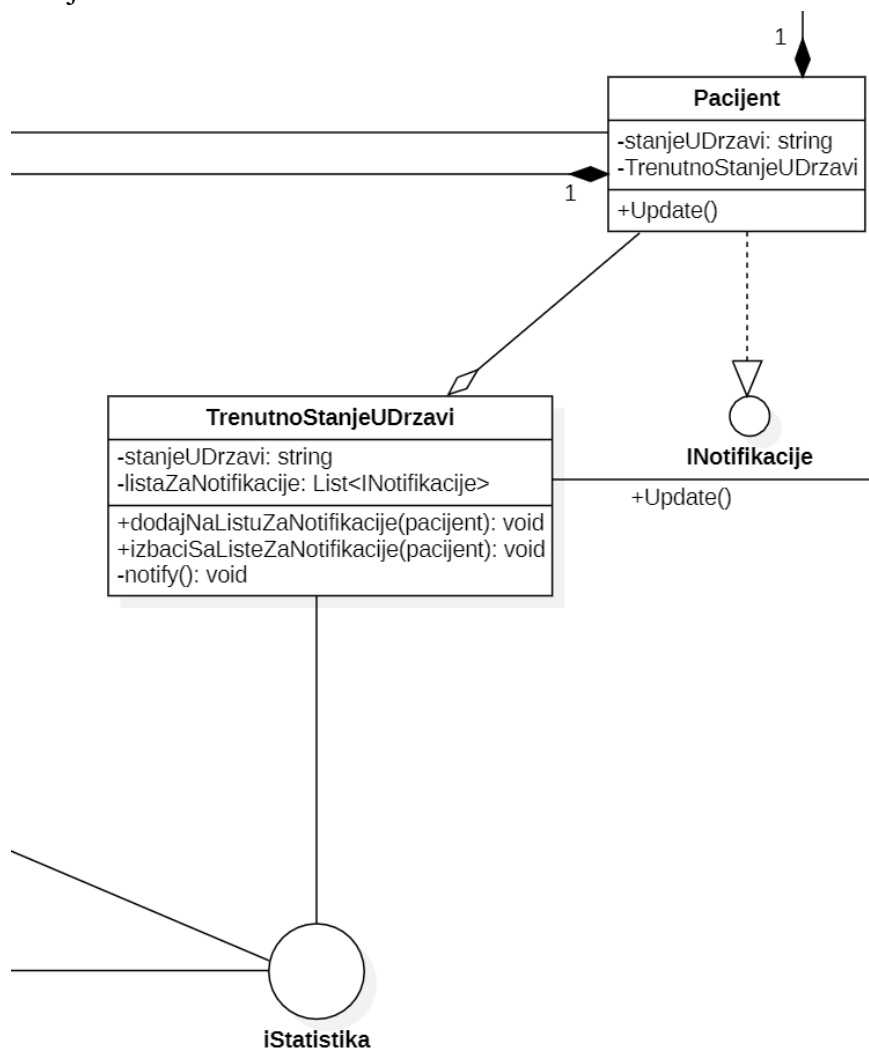 1
Pacijent
-stanjeUDrzavi: string
-TrenutnoStanjeUDrzavi
1
+Update()
TrenutnoStanjeUDrzavi
-stanjeUDrzavi: string
-listaZaNotifikacije: List<INotifikacije>
INotifikacije
+Update()
+dodajNaListuZaNotifikacije(pacijent): void
+izbaciSaListeZaNotifikacije(pacijent): void
-notify(): void
iStatistika